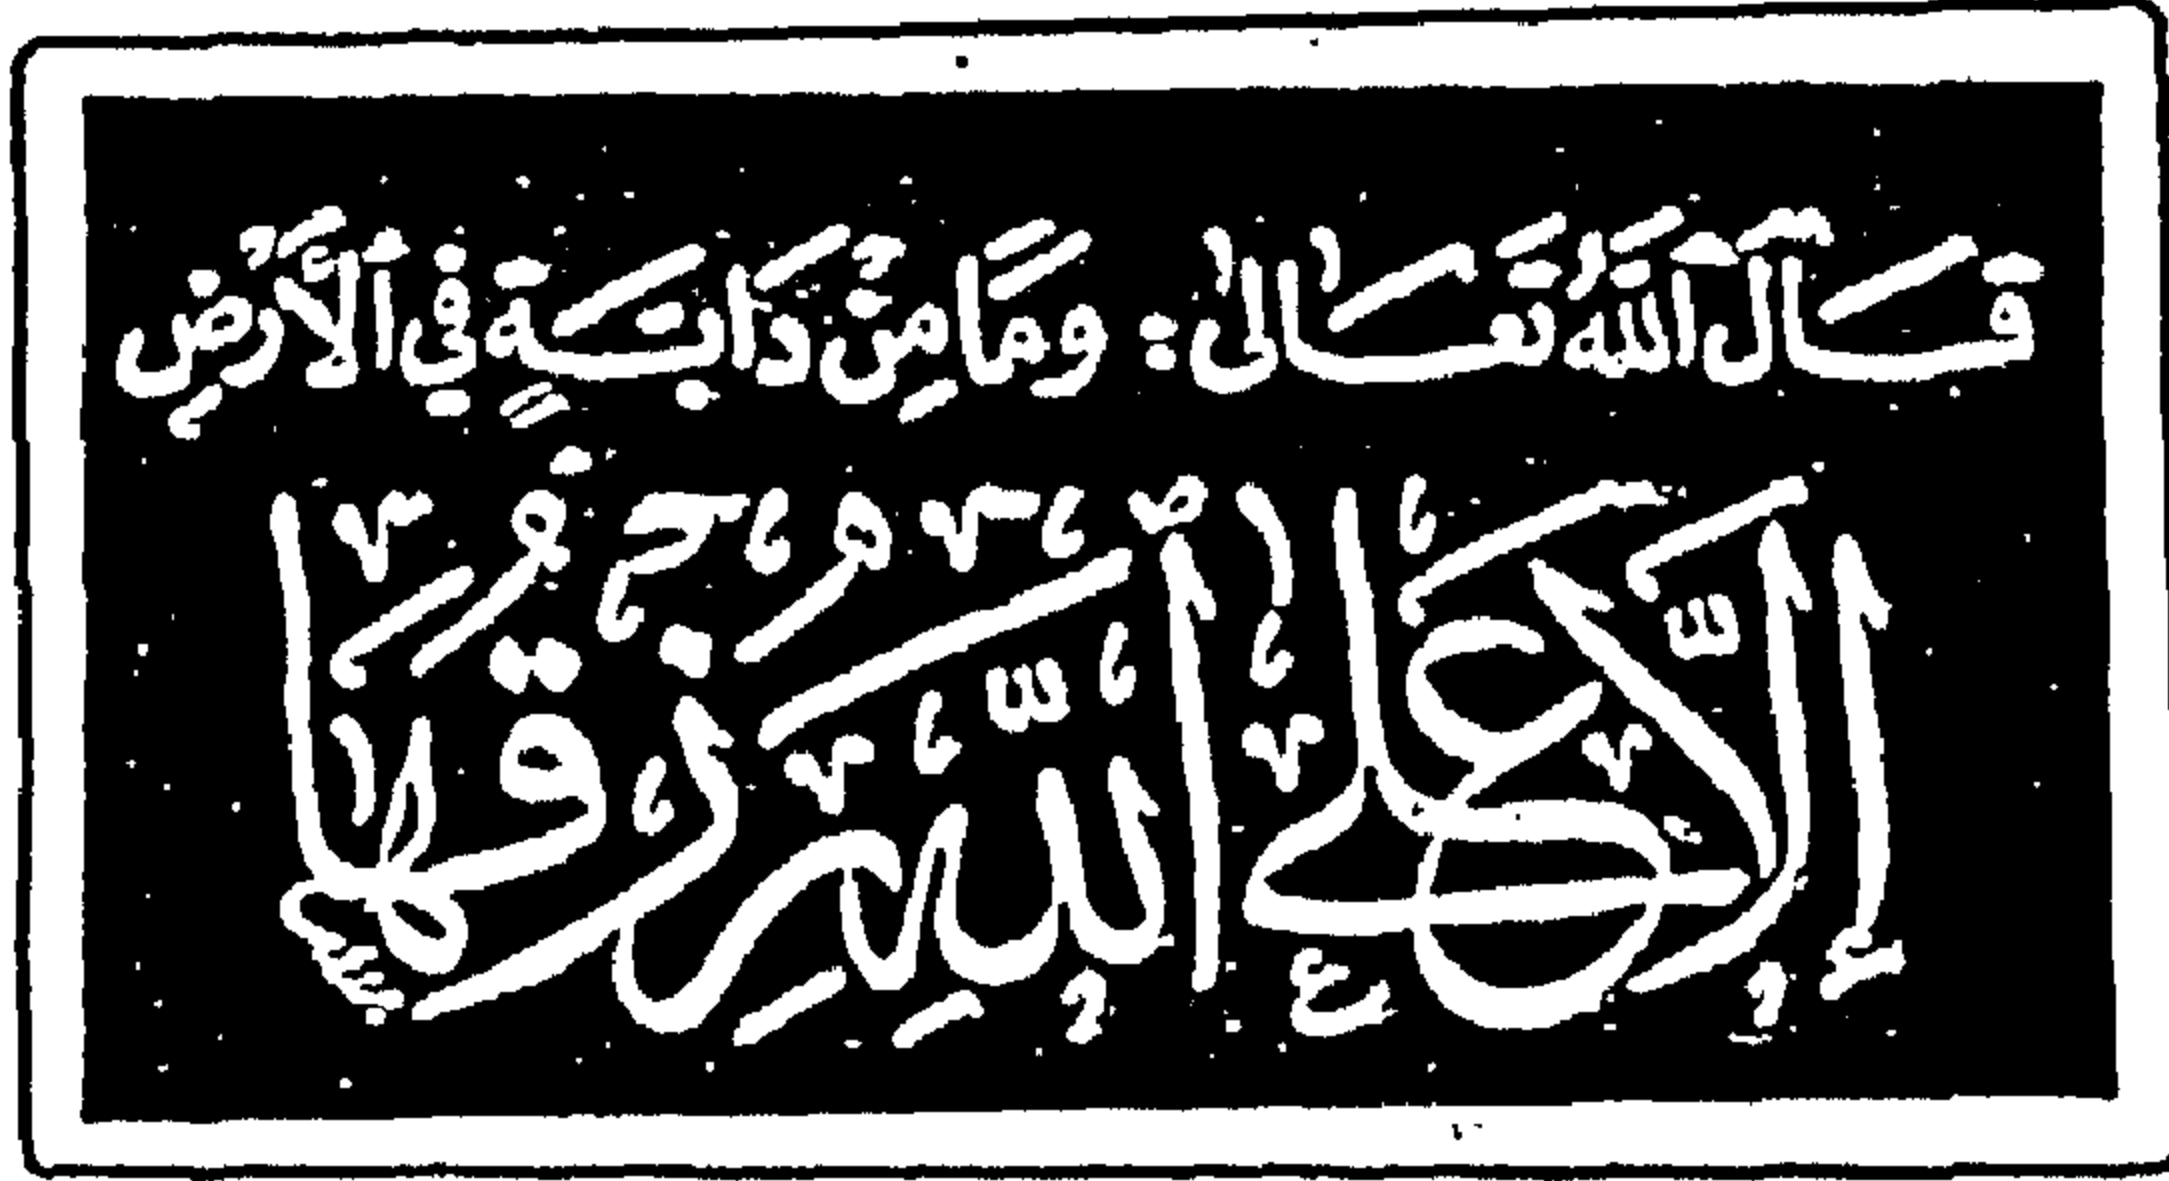 قَالَ اللَّهُ تَعَالَىٰ: وَمَا مِنْ دَابَّةٍ فِي الْأَرْضِ
إِلَّا عَلَى اللَّهِ رِزْقُهَا